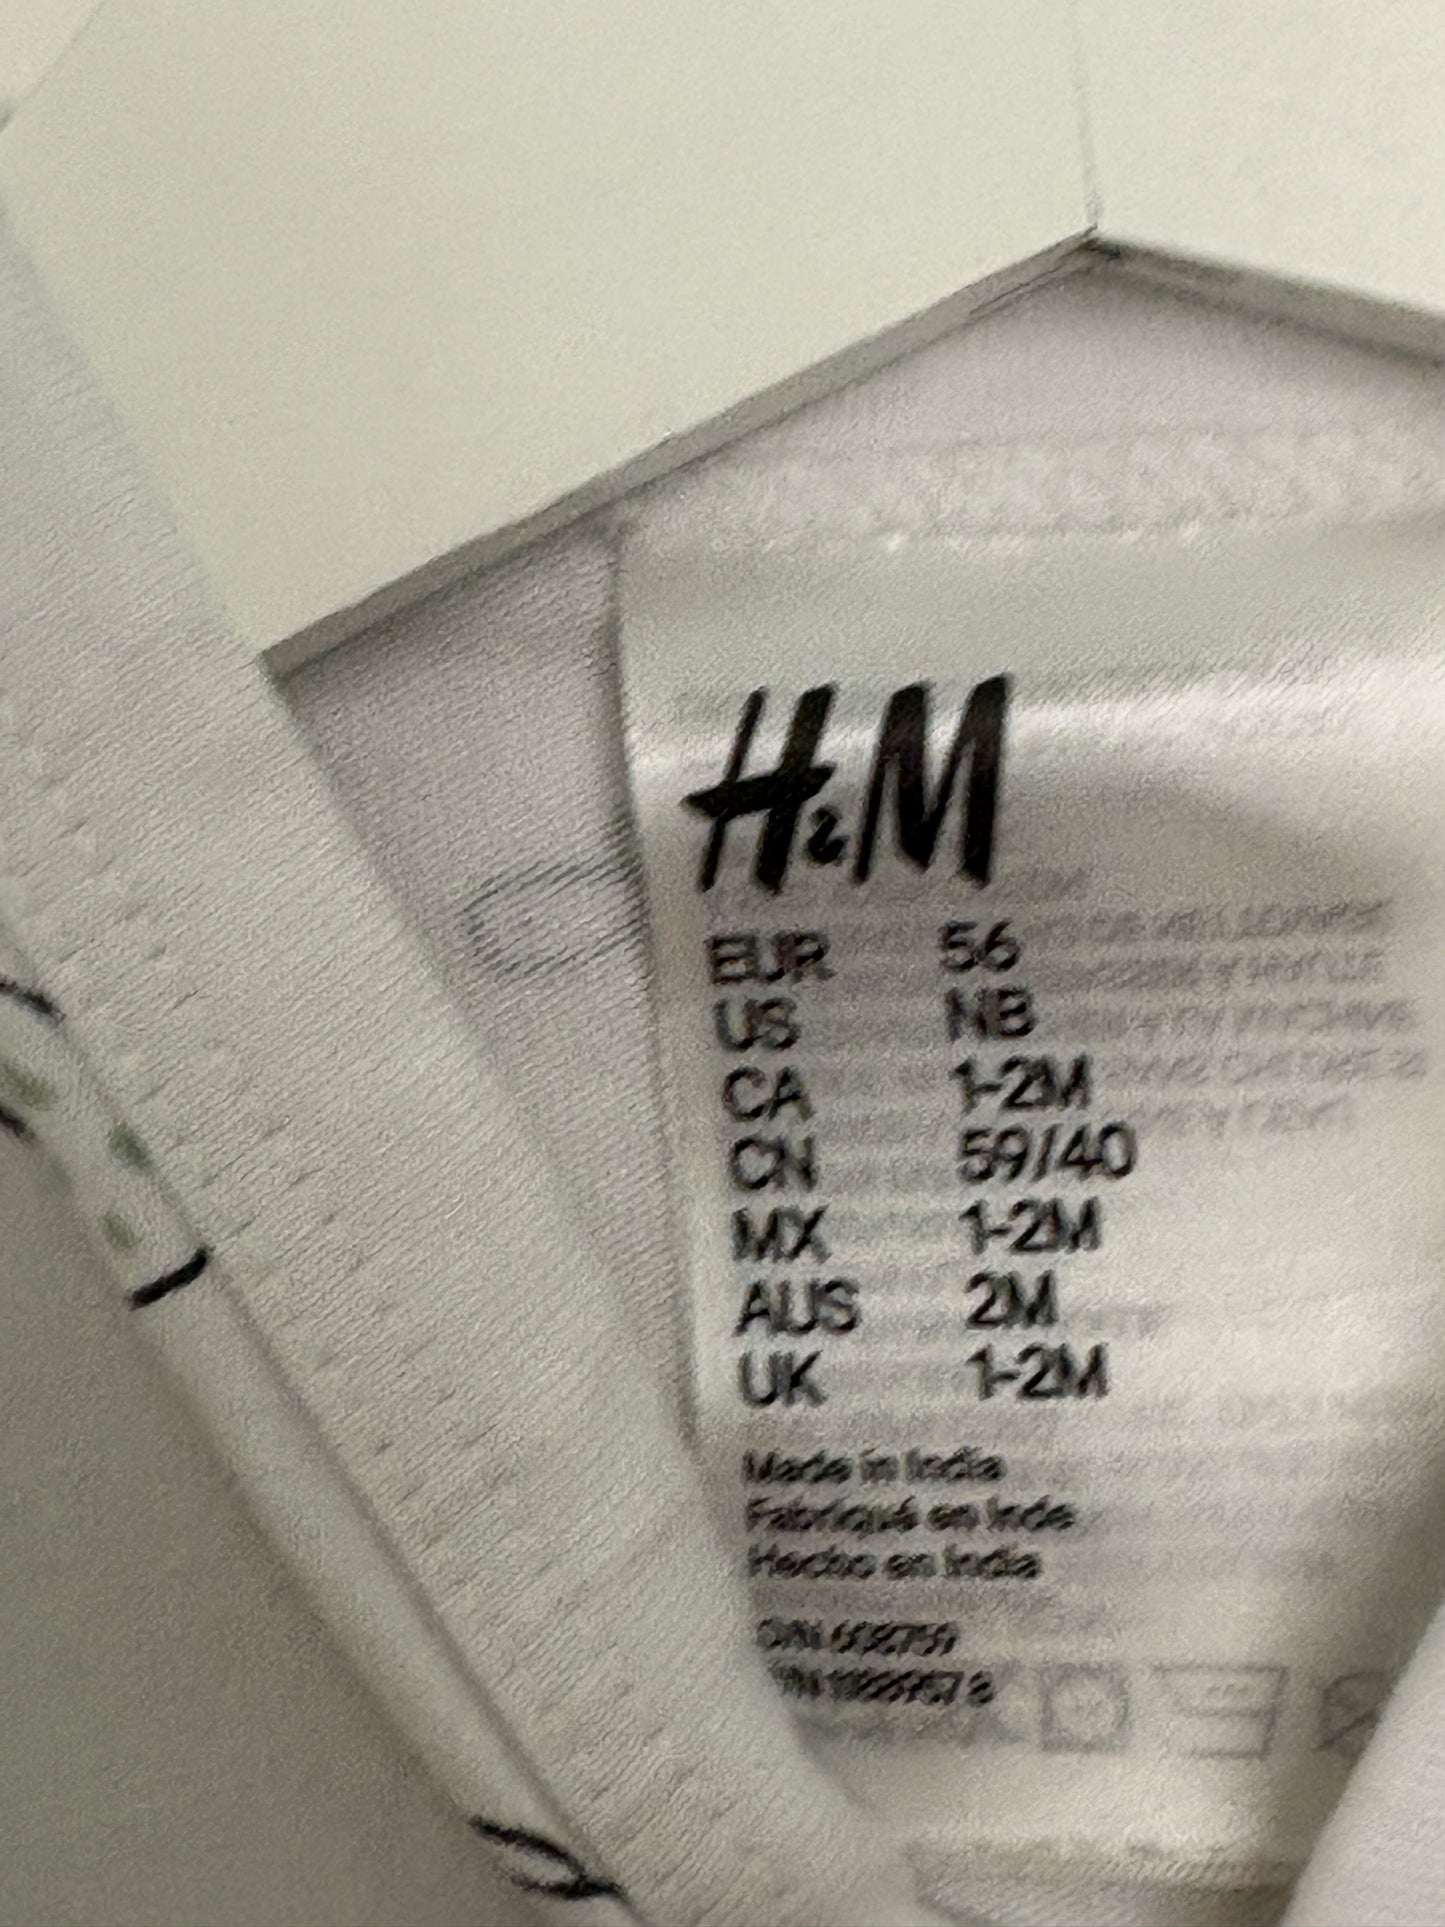 H&M
EUR 56
US NB
CA 1-2M
CN 59/40
MX 1-2M
AUS 2M
UK 1-2M
Made in India
Fabriqué en Inde
Hecho en India